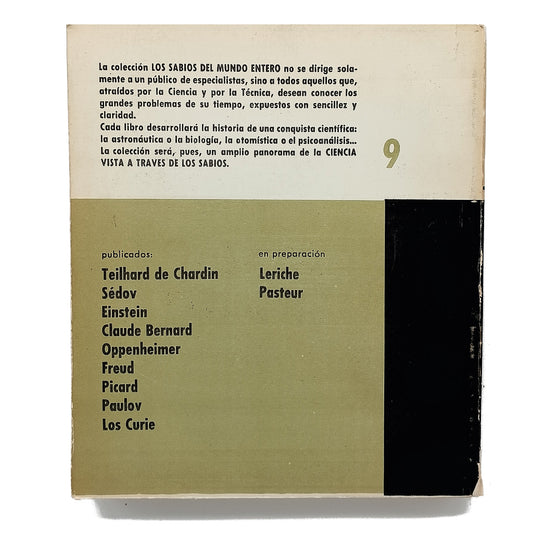 La colección LOS SABIOS DEL MUNDO ENTERO no se dirige sola-
mente a un público de especialistas, sino a todos aquellos que,
atraídos por la Ciencia y por la Técnica, desean conocer los
grandes problemas de su tiempo, expuestos con sencillez y
claridad.
Cada libro desarrollará la historia de una conquista científica:
la astronáutica o la biología, la otomística o el psicoanálisis...
La colección será, pues, un amplio panorama de la CIENCIA
VISTA A TRAVES DE LOS SABIOS.
9
publicados:
Teilhard de Chardin
Sédov
Einstein
Claude Bernard
Oppenheimer
Freud
Picard
Paulov
Los Curie
en preparación
Leriche
Pasteur